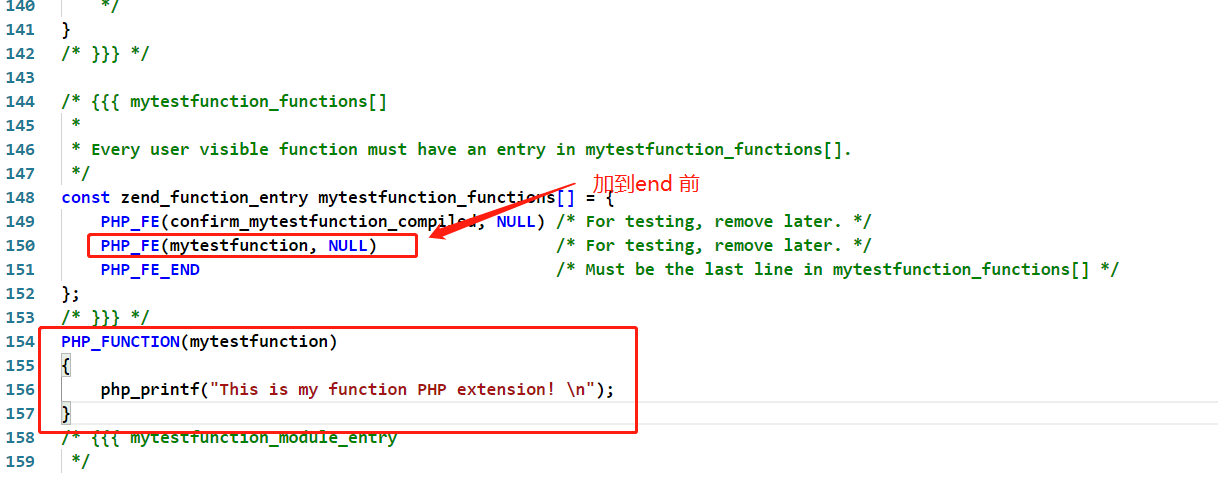 140 */
141 }
142 /* }}} */
143
144 /* {{{ mytestfunction_functions[]
145 *
146 * Every user visible function must have an entry in mytestfunction_functions[].
147 */
加到end 前
148 const zend_function_entry mytestfunction_functions[] = {
149 PHP_FE(confirm_mytestfunction_compiled, NULL) /* For testing, remove later. */
150 PHP_FE(mytestfunction, NULL) /* For testing, remove later. */
151 PHP_FE_END /* Must be the last line in mytestfunction_functions[] */
152 };
153 /* }}} */
154 PHP_FUNCTION(mytestfunction)
155 {
156 php_printf("This is my function PHP extension! \n");
157 }
158 /* {{{ mytestfunction_module_entry
159 */